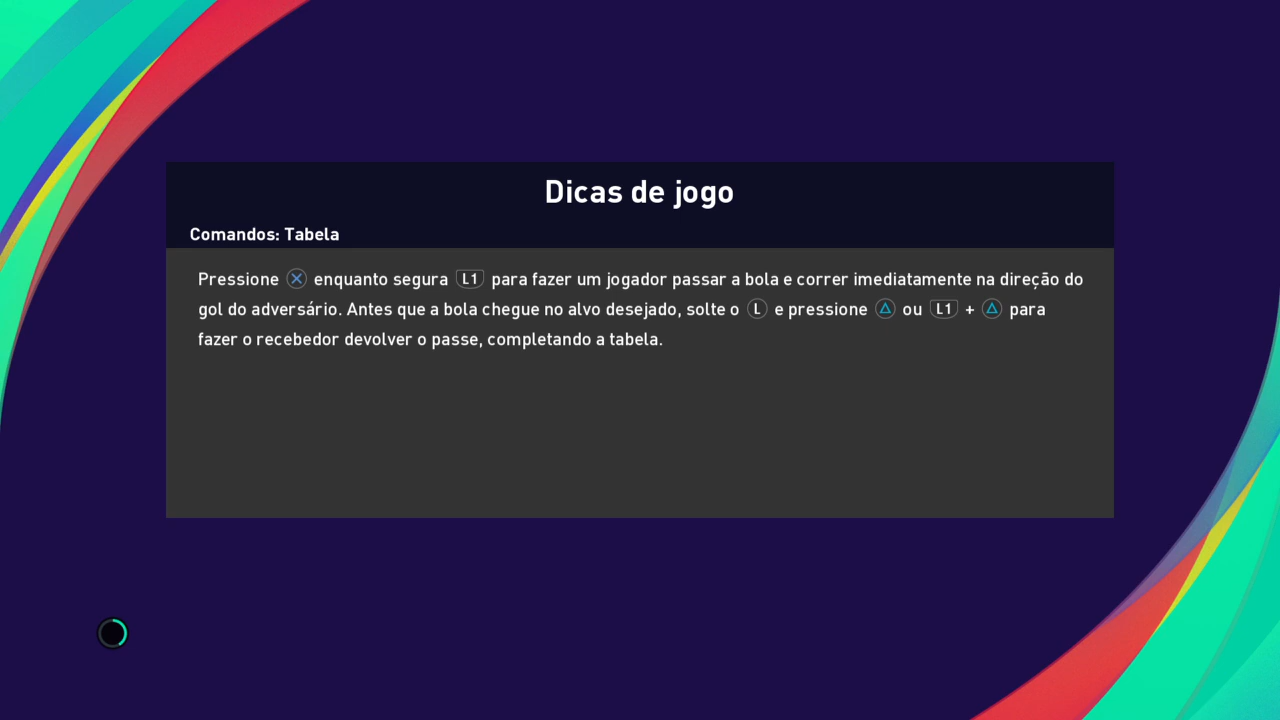 Dicas de jogo
Comandos: Tabela
Pressione ⓧ enquanto segura L1 para fazer um jogador passar a bola e correr imediatamente na direção do
gol do adversário. Antes que a bola chegue no alvo desejado, solte o L e pressione △ ou L1 + △ para
fazer o recebedor devolver o passe, completando a tabela.